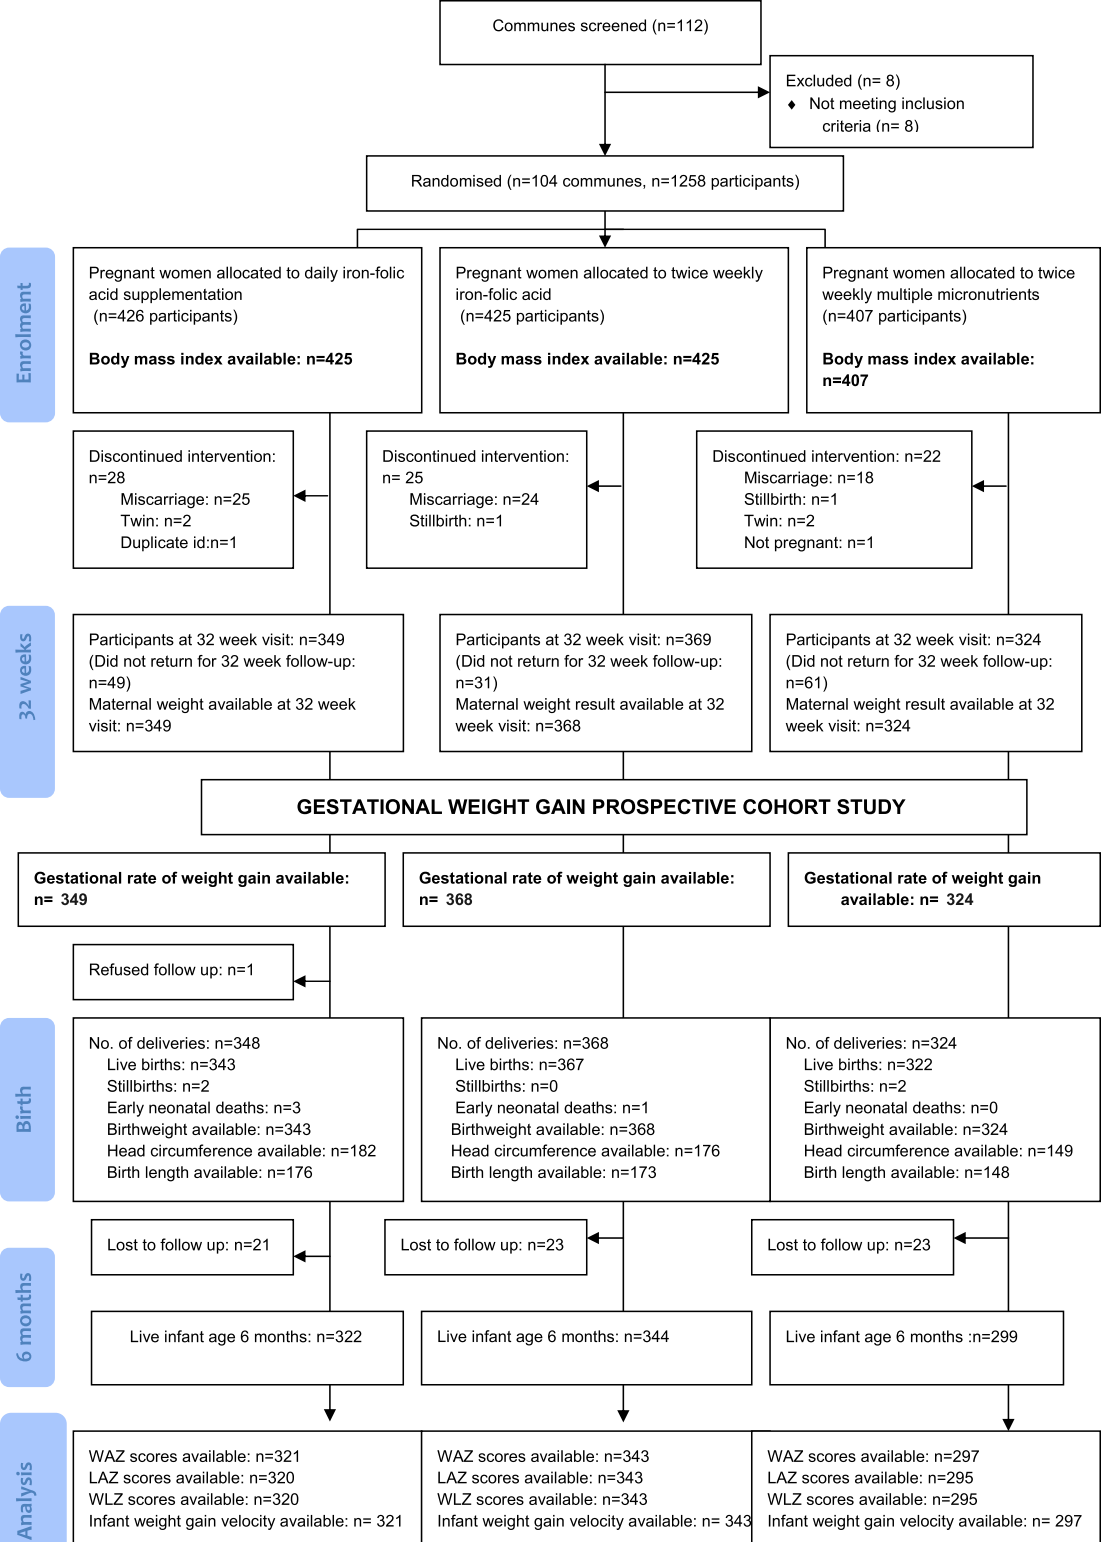 Communes screened (n=112)
Excluded (n= 8)
♦ Not meeting inclusion
criteria (n= 8)
Randomised (n=104 communes, n=1258 participants)
Enrolment
Pregnant women allocated to daily iron-folic
acid supplementation
(n=426 participants)
Body mass index available: n=425
Pregnant women allocated to twice weekly
iron-folic acid
(n=425 participants)
Body mass index available: n=425
Pregnant women allocated to twice
weekly multiple micronutrients
(n=407 participants)
Body mass index available:
n=407
Discontinued intervention:
n=28
Miscarriage: n=25
Twin: n=2
Duplicate id:n=1
Discontinued intervention:
n= 25
Miscarriage: n=24
Stillbirth: n=1
Discontinued intervention: n=22
Miscarriage: n=18
Stillbirth: n=1
Twin: n=2
Not pregnant: n=1
32 weeks
Participants at 32 week visit: n=349
(Did not return for 32 week follow-up:
n=49)
Maternal weight available at 32 week
visit: n=349
Participants at 32 week visit: n=369
(Did not return for 32 week follow-up:
n=31)
Maternal weight result available at 32
week visit: n=368
Participants at 32 week visit: n=324
(Did not return for 32 week follow-up:
n=61)
Maternal weight result available at 32
week visit: n=324
GESTATIONAL WEIGHT GAIN PROSPECTIVE COHORT STUDY
Gestational rate of weight gain available:
n= 349
Gestational rate of weight gain available:
n= 368
Gestational rate of weight gain
available: n= 324
Refused follow up: n=1
Birth
No. of deliveries: n=348
Live births: n=343
Stillbirths: n=2
Early neonatal deaths: n=3
Birthweight available: n=343
Head circumference available: n=182
Birth length available: n=176
No. of deliveries: n=368
Live births: n=367
Stillbirths: n=0
Early neonatal deaths: n=1
Birthweight available: n=368
Head circumference available: n=176
Birth length available: n=173
No. of deliveries: n=324
Live births: n=322
Stillbirths: n=2
Early neonatal deaths: n=0
Birthweight available: n=324
Head circumference available: n=149
Birth length available: n=148
Lost to follow up: n=21
Lost to follow up: n=23
Lost to follow up: n=23
6 months
Live infant age 6 months: n=322
Live infant age 6 months: n=344
Live infant age 6 months :n=299
Analysis
WAZ scores available: n=321
LAZ scores available: n=320
WLZ scores available: n=320
Infant weight gain velocity available: n= 321
WAZ scores available: n=343
LAZ scores available: n=343
WLZ scores available: n=343
Infant weight gain velocity available: n= 343
WAZ scores available: n=297
LAZ scores available: n=295
WLZ scores available: n=295
Infant weight gain velocity available: n= 297